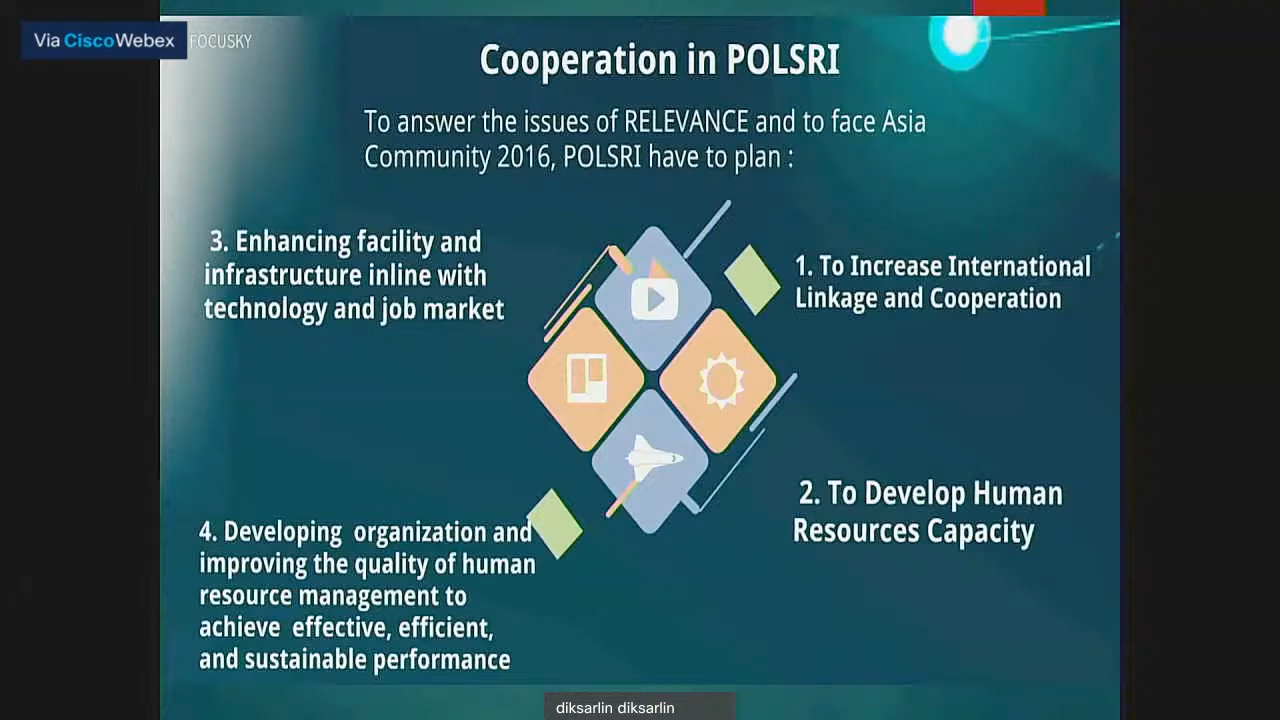 Via CiscoWebex
FOCUSKY
Cooperation in POLSRI
To answer the issues of RELEVANCE and to face Asia
Community 2016, POLSRI have to plan :
1. To Increase International
Linkage and Cooperation
2. To Develop Human
Resources Capacity
3. Enhancing facility and
infrastructure inline with
technology and job market
4. Developing organization and
improving the quality of human
resource management to
achieve effective, efficient,
and sustainable performance
diksarlin diksarlin